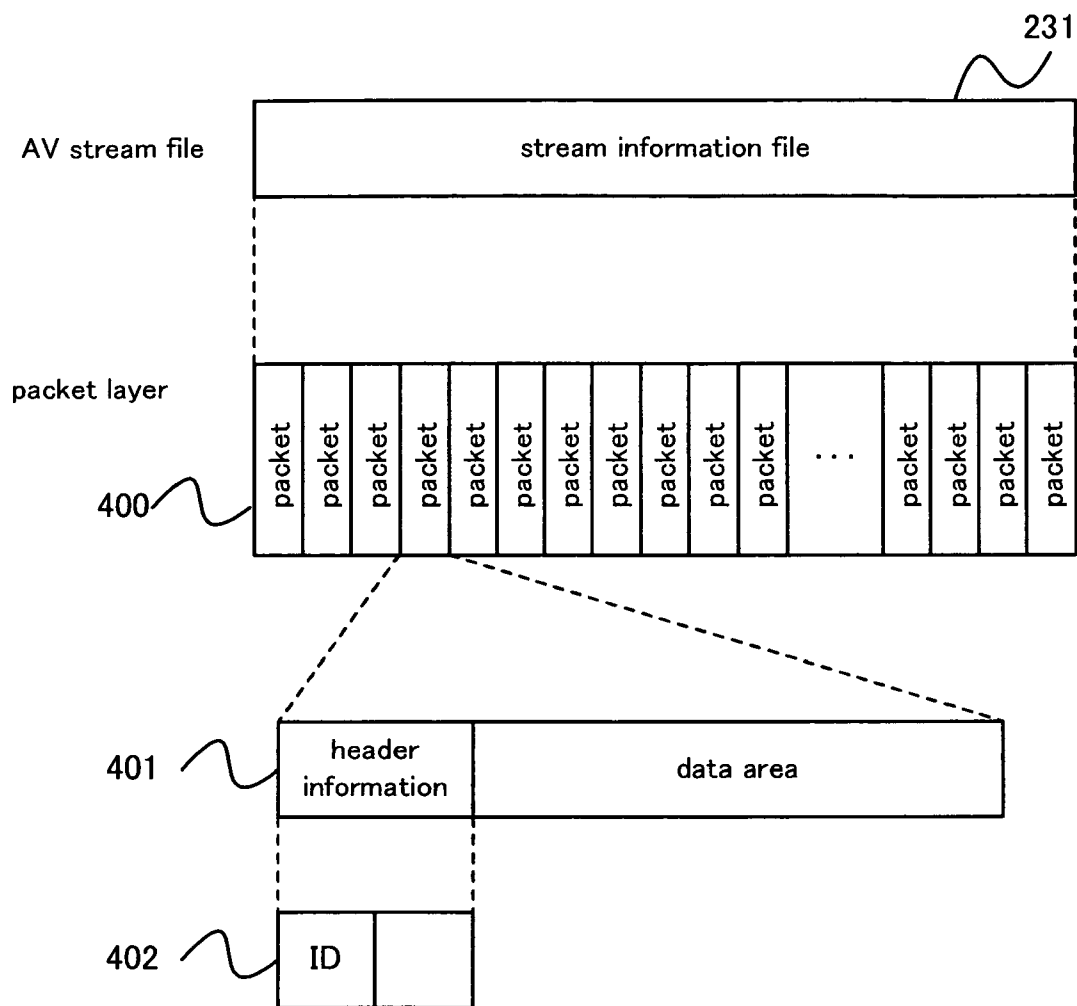 231
AV stream file
stream information file
packet layer
packet
packet
packet
packet
packet
packet
packet
packet
packet
packet
packet
...
packet
packet
packet
packet
400
401
header
information
data area
402
ID